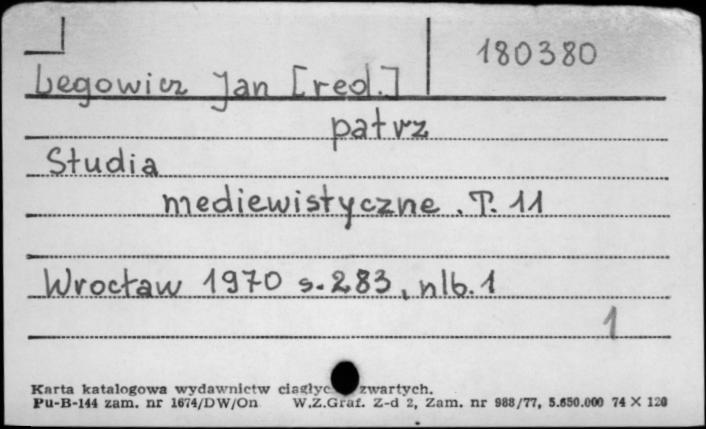 180380
Legowicz Jan [red.]
patrz
Studia
mediewistyczne. T. 11
Wrocław 1970 s. 283, nlb. 1
1
Karta katalogowa wydawnictw ciągłyc zwartych.
Pu-B-144 zam. nr 1674/DW/On W.Z.Graf. Z-d 2, Zam. nr 988/77, 5.650.000 74 X 120